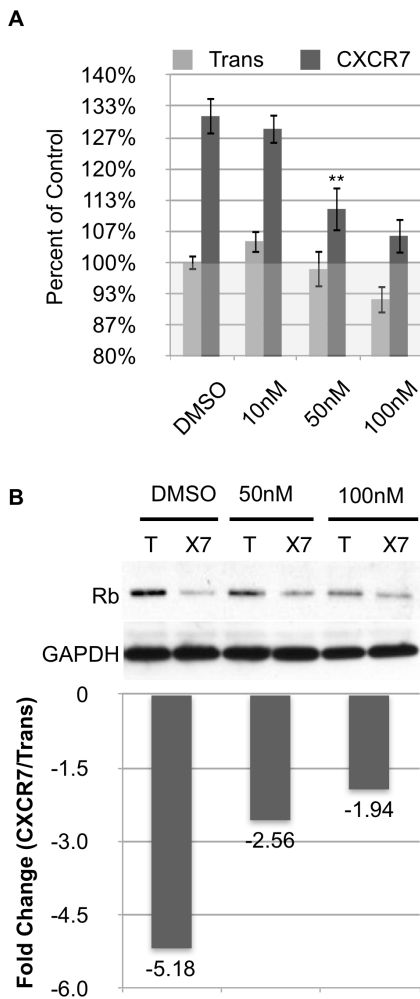 A
Trans CXCR7
Percent of Control
140%
133%
127%
120%
113%
107%
100%
93%
87%
80%
**
DMSO 10nM 50nM 100nM
B
DMSO 50nM 100nM
T X7 T X7 T X7
Rb
GAPDH
Fold Change (CXCR7/Trans)
0
-1.5
-3.0
-4.5
-6.0
-5.18
-2.56
-1.94